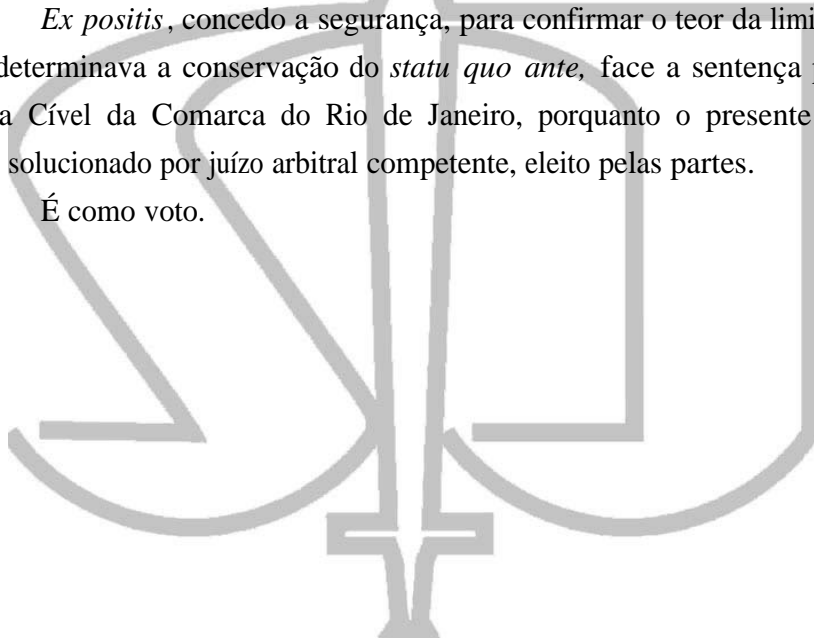 Ex positis, concedo a segurança, para confirmar o teor da
determinava a conservação do statu quo ante, face a sentença
a Cível da Comarca do Rio de Janeiro, porquanto o presente
solucionado por juízo arbitral competente, eleito pelas partes.
É como voto.